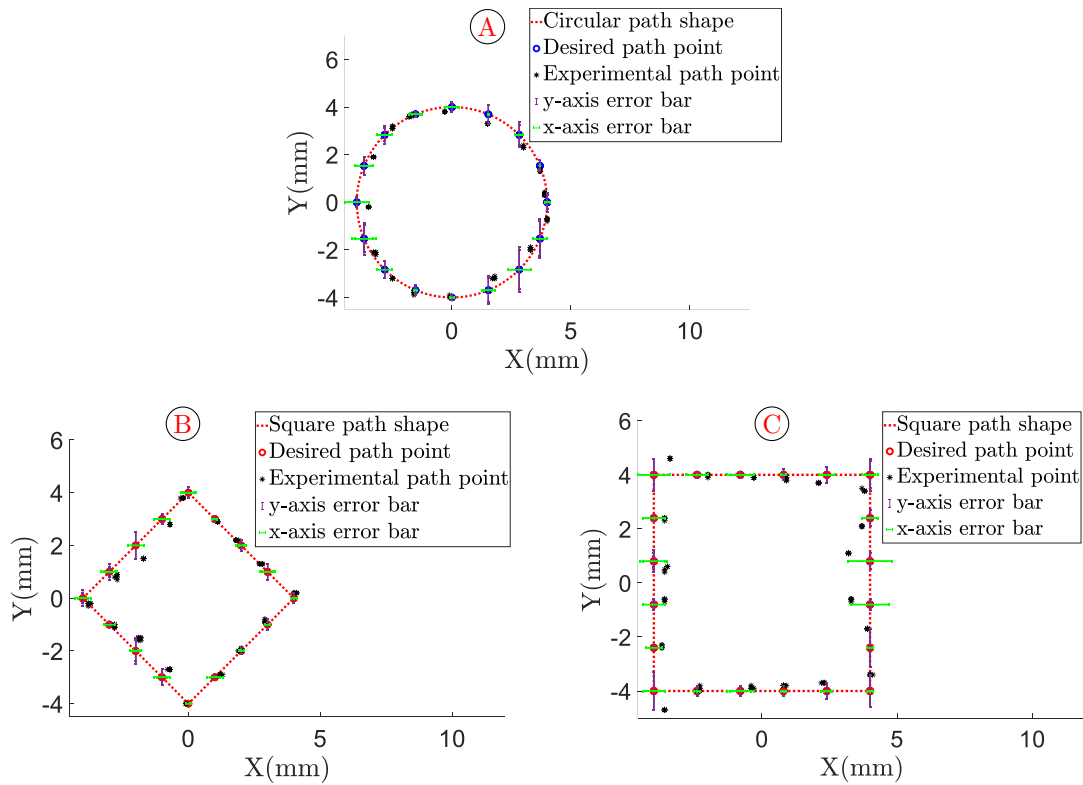 A
Circular path shape
Desired path point
Experimental path point
y-axis error bar
x-axis error bar
6
4
2
0
-2
-4
Y(mm)
0 5 10
X(mm)
B
Square path shape
Desired path point
Experimental path point
y-axis error bar
x-axis error bar
6
4
2
0
-2
-4
Y(mm)
0 5 10
X(mm)
C
Square path shape
Desired path point
Experimental path point
y-axis error bar
x-axis error bar
6
4
2
0
-2
-4
Y(mm)
0 5 10
X(mm)